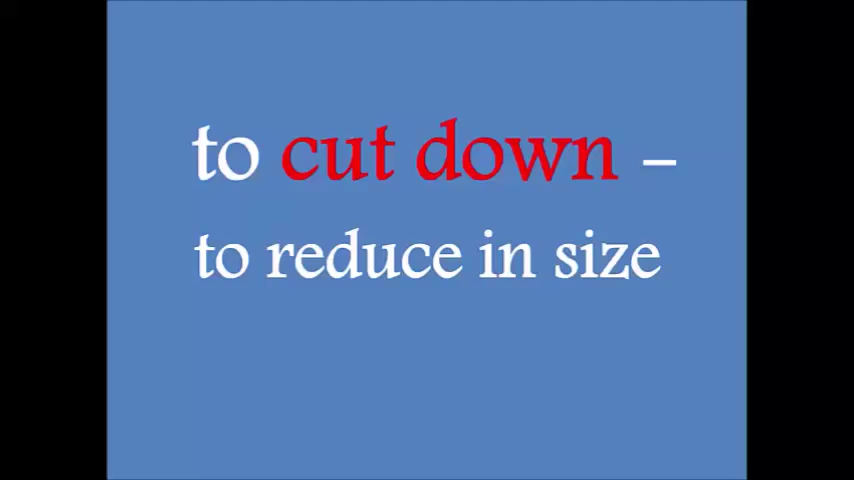 to cut down –
to reduce in size